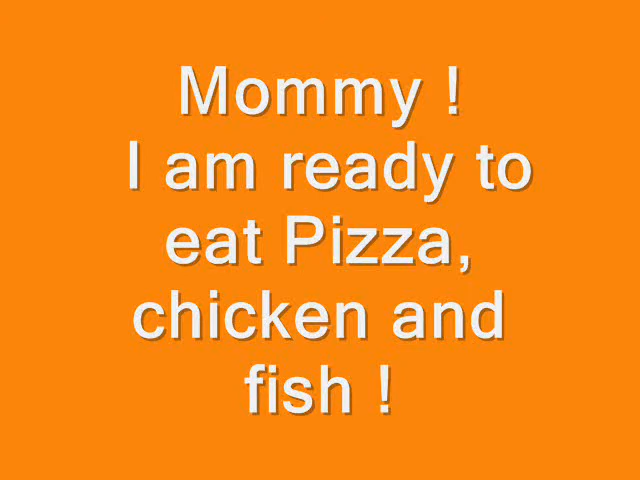 Mommy !
I am ready to
eat Pizza,
chicken and
fish !